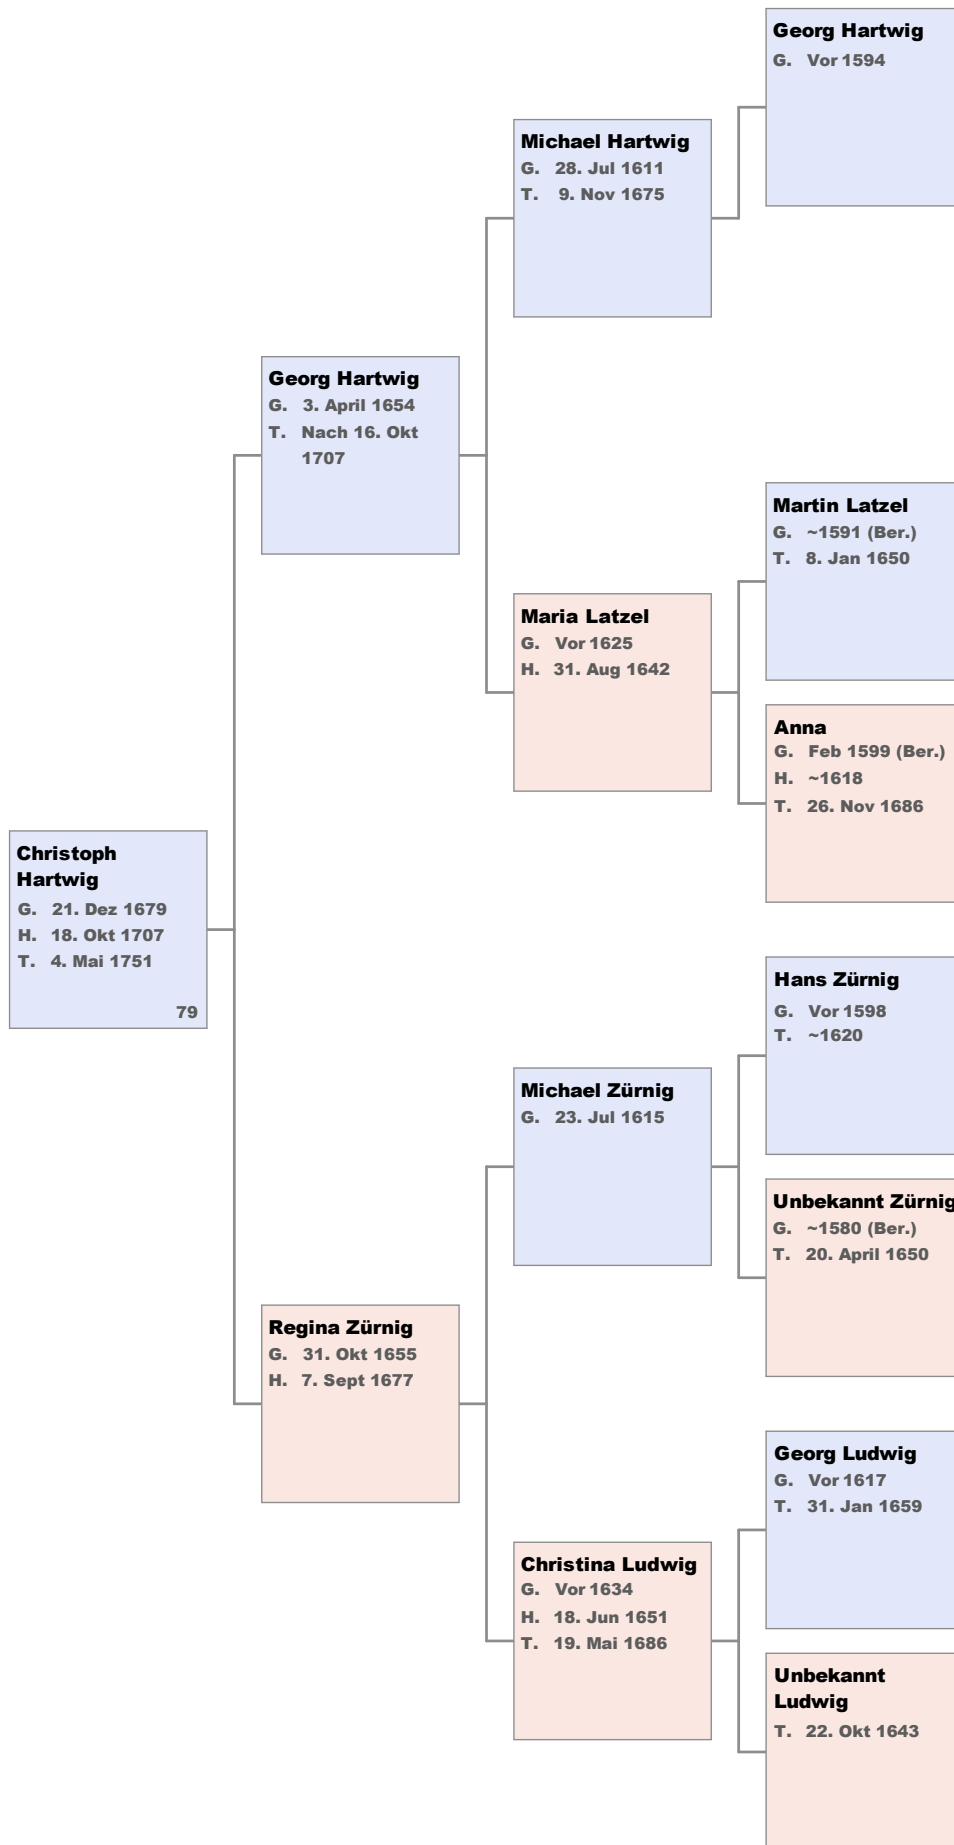 Georg Hartwig
G. Vor 1594
Michael Hartwig
G. 28. Jul 1611
T. 9. Nov 1675
Georg Hartwig
G. 3. April 1654
T. Nach 16. Okt
1707
Martin Latzel
G. ~1591 (Ber.)
T. 8. Jan 1650
Maria Latzel
G. Vor 1625
H. 31. Aug 1642
Anna
G. Feb 1599 (Ber.)
H. ~1618
T. 26. Nov 1686
Christoph
Hartwig
G. 21. Dez 1679
H. 18. Okt 1707
T. 4. Mai 1751
79
Hans Zürnig
G. Vor 1598
T. ~1620
Michael Zürnig
G. 23. Jul 1615
Unbekannt Zürnig
G. ~1580 (Ber.)
T. 20. April 1650
Regina Zürnig
G. 31. Okt 1655
H. 7. Sept 1677
Georg Ludwig
G. Vor 1617
T. 31. Jan 1659
Christina Ludwig
G. Vor 1634
H. 18. Jun 1651
T. 19. Mai 1686
Unbekannt
Ludwig
T. 22. Okt 1643